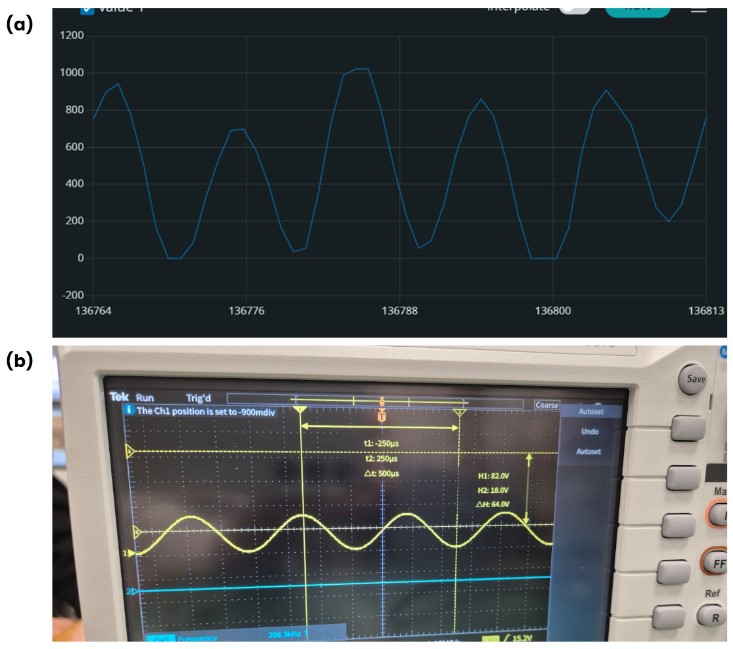 (a)
Value 1
Interpolate
RUN
1200
1000
800
600
400
200
0
-200
136764 136776 136788 136800 136813
(b)
Tek Run Trig'd
Save
The Ch1 position is set to -900mdiv
Coarse
Autoset
Undo
Autoset
t1: -250µs
t2: 250µs
Δt: 500µs
H1: 82.0V
H2: 18.0V
ΔH: 64.0V
Ma
FF
Ref
R
1
2
Frequency
15.2V